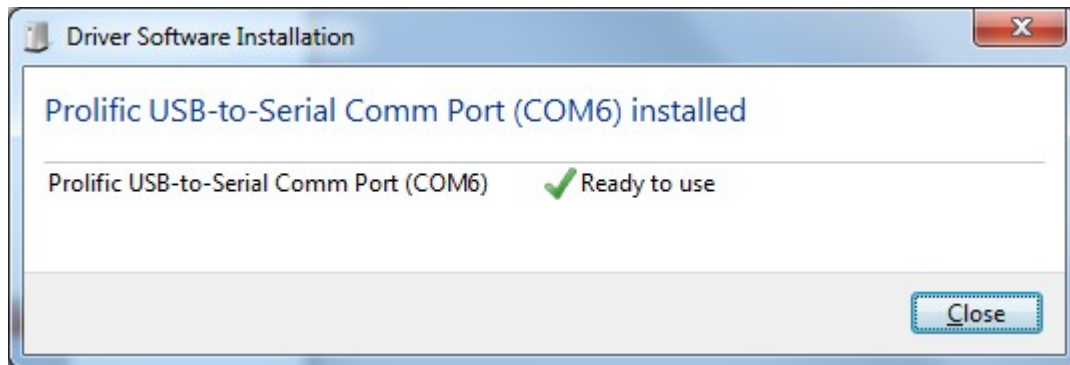 Driver Software Installation
Prolific USB-to-Serial Comm Port (COM6) installed
Prolific USB-to-Serial Comm Port (COM6) Ready to use
Close